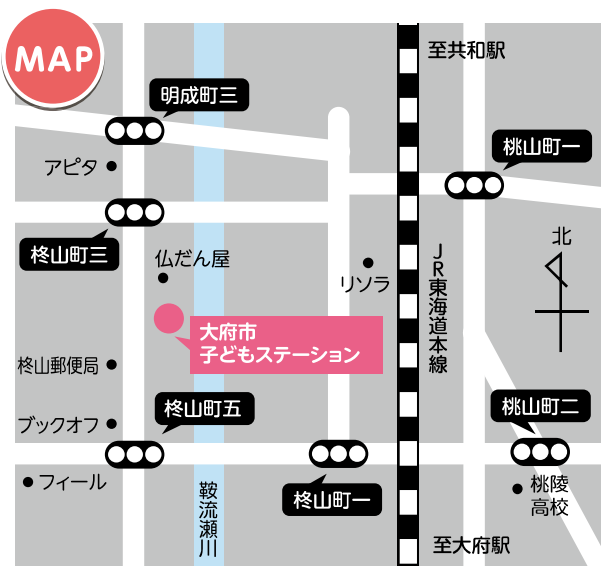 MAP
至共和駅
明成町三
桃山町一
アピタ
柊山町三
北
仏だん屋
リソラ
JR東海道本線
大府市
子どもステーション
柊山郵便局
柊山町五
桃山町二
ブックオフ
フィール
鞍流瀬川
柊山町一
桃陵
高校
至大府駅